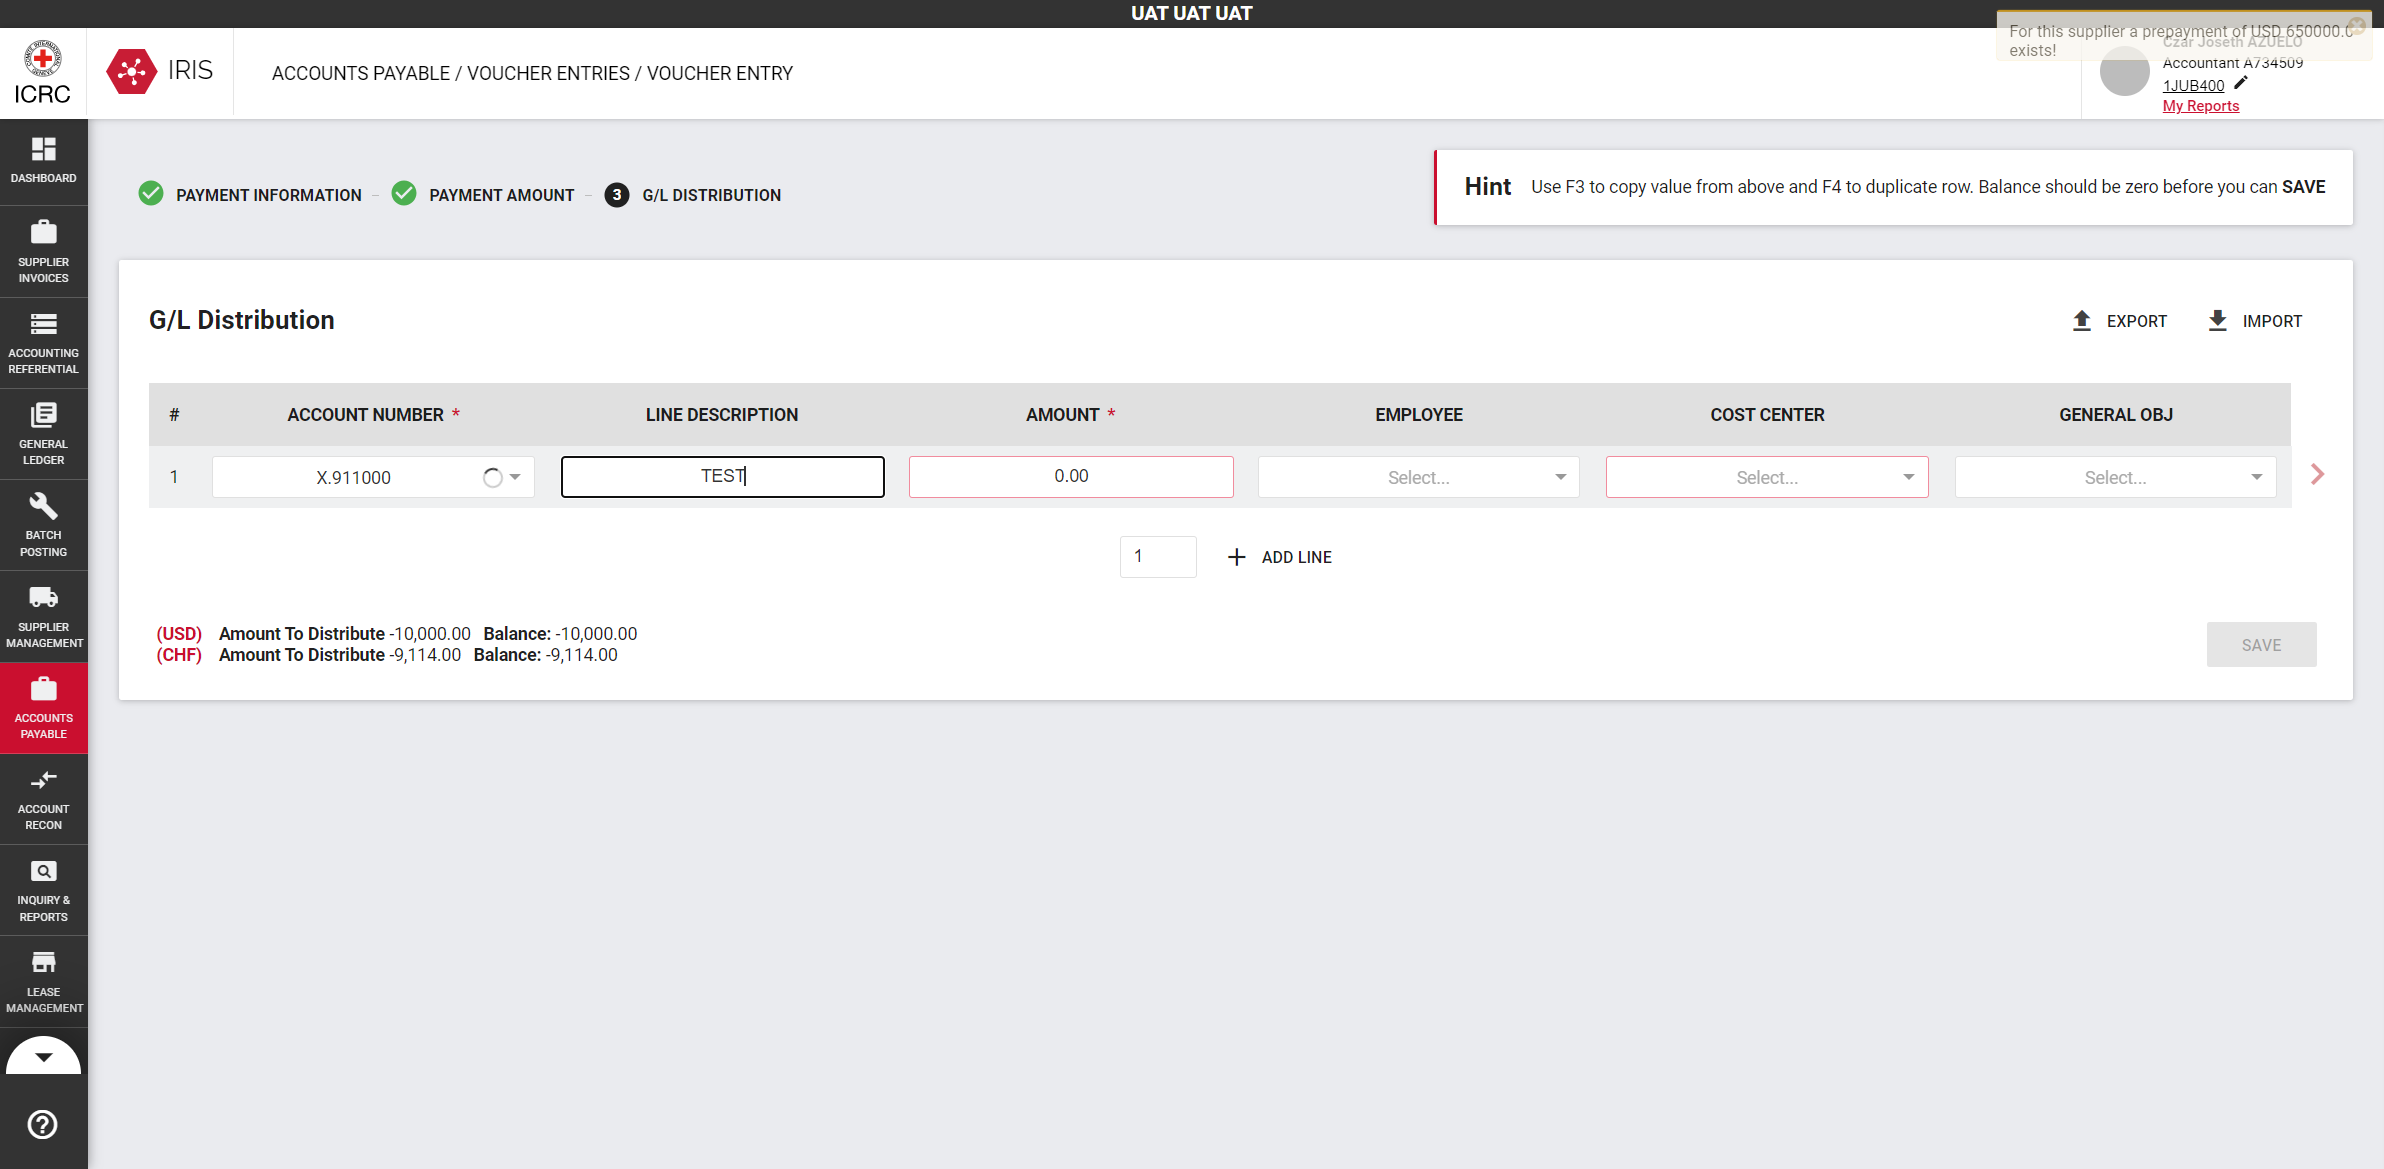 UAT UAT UAT
For this supplier a prepayment of USD 650000.0
exists!
ICRC
IRIS
ACCOUNTS PAYABLE / VOUCHER ENTRIES / VOUCHER ENTRY
Czar Joseth AZUELO
Accountant A734509
1JUB400
My Reports
DASHBOARD
SUPPLIER
INVOICES
ACCOUNTING
REFERENTIAL
GENERAL
LEDGER
BATCH
POSTING
SUPPLIER
MANAGEMENT
ACCOUNTS
PAYABLE
ACCOUNT
RECON
INQUIRY &
REPORTS
LEASE
MANAGEMENT
PAYMENT INFORMATION
PAYMENT AMOUNT
3 G/L DISTRIBUTION
Hint Use F3 to copy value from above and F4 to duplicate row. Balance should be zero before you can SAVE
G/L Distribution
EXPORT
IMPORT
# ACCOUNT NUMBER * LINE DESCRIPTION AMOUNT * EMPLOYEE COST CENTER GENERAL OBJ
1 X.911000 TEST 0.00 Select... Select... Select...
1 ADD LINE
(USD) Amount To Distribute -10,000.00 Balance: -10,000.00
(CHF) Amount To Distribute -9,114.00 Balance: -9,114.00
SAVE